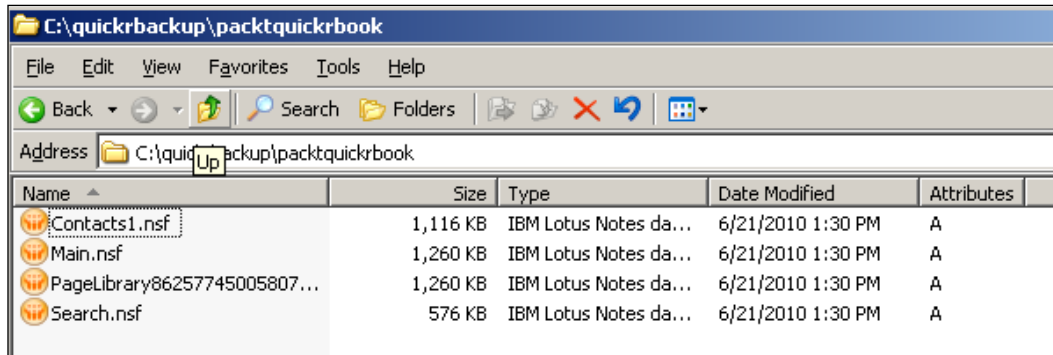 C:\quickrbackup\packtquickrbook
File Edit View Favorites Tools Help
Back Search Folders
Address C:\quic ackup\packtquickrbook
Up
Name Size Type Date Modified Attributes
Contacts1.nsf 1,116 KB IBM Lotus Notes da... 6/21/2010 1:30 PM A
Main.nsf 1,260 KB IBM Lotus Notes da... 6/21/2010 1:30 PM A
PageLibrary86257745005807... 1,260 KB IBM Lotus Notes da... 6/21/2010 1:30 PM A
Search.nsf 576 KB IBM Lotus Notes da... 6/21/2010 1:30 PM A